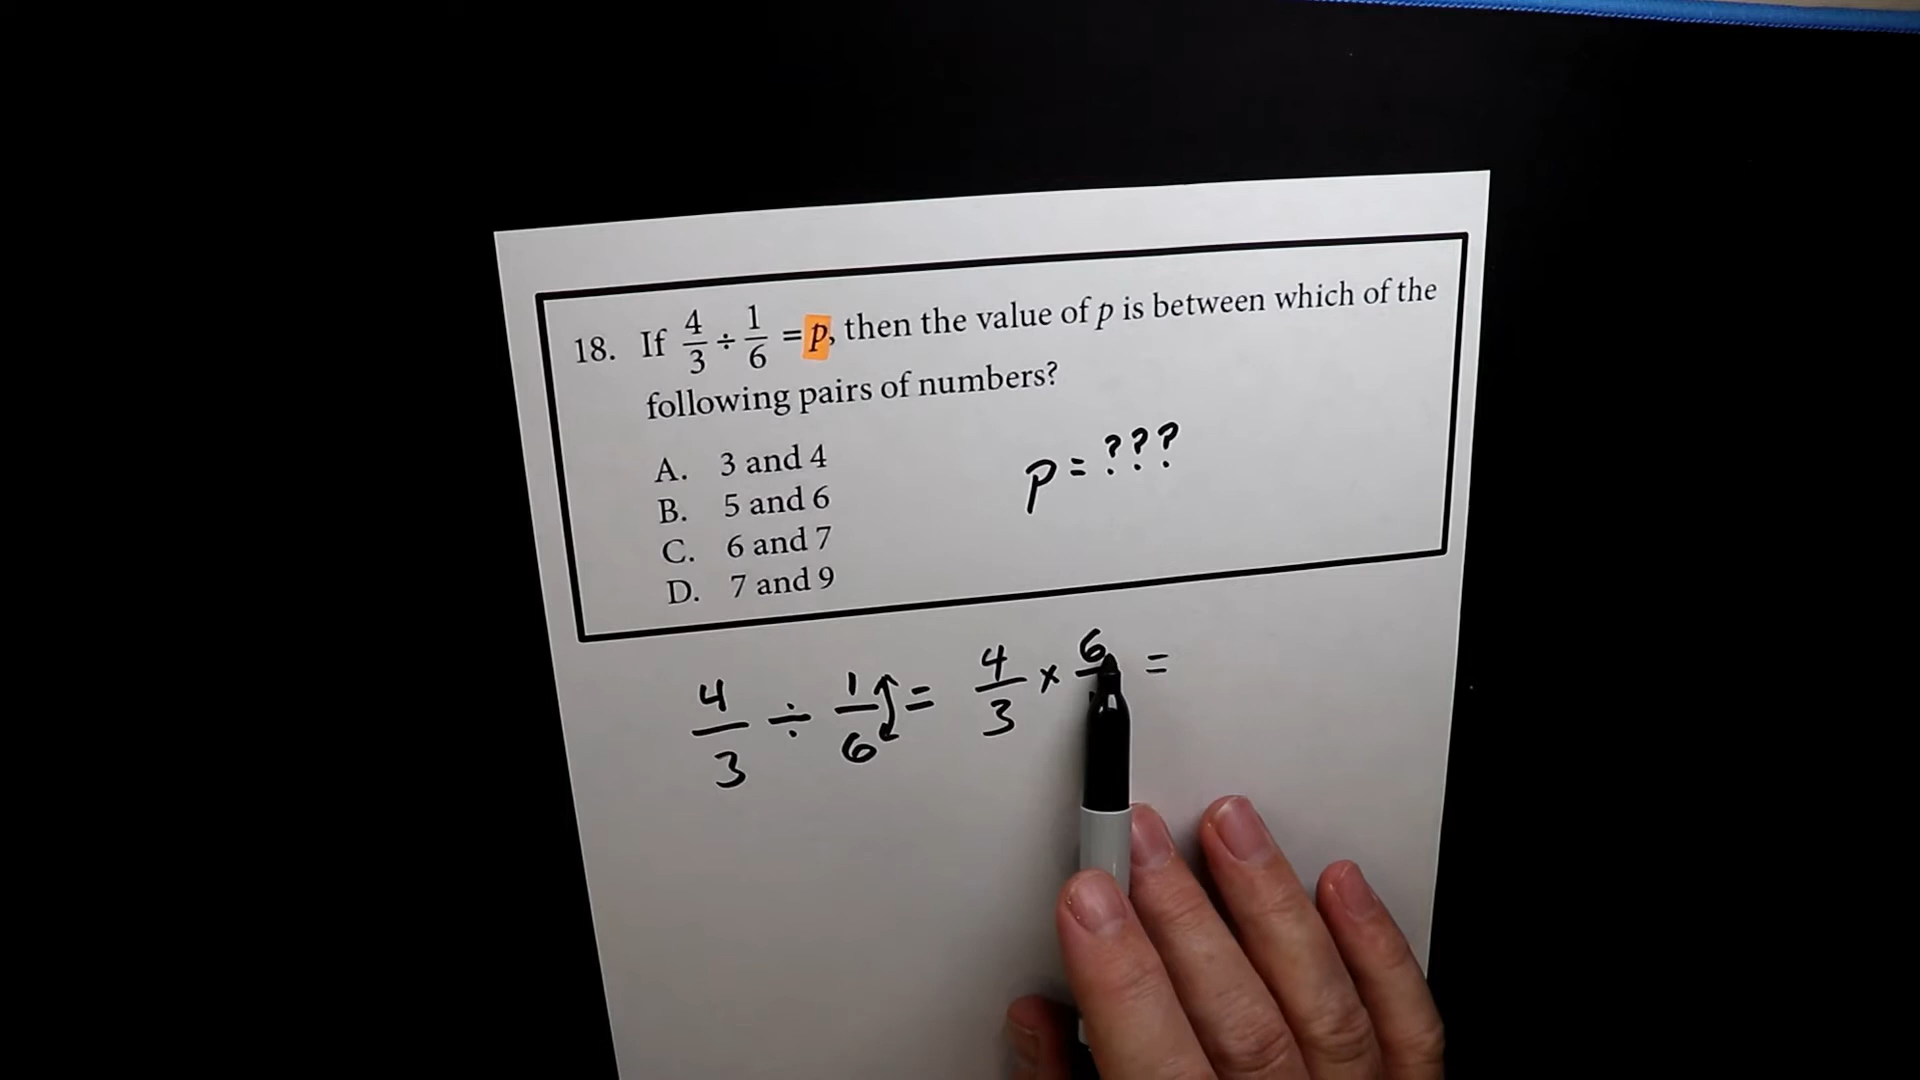 18. If 4/3 ÷ 1/6 = p, then the value of p is between which of the
following pairs of numbers?
A. 3 and 4
B. 5 and 6
C. 6 and 7
D. 7 and 9
p = ???
4/3 ÷ 1/6 = 4/3 × 6/ =